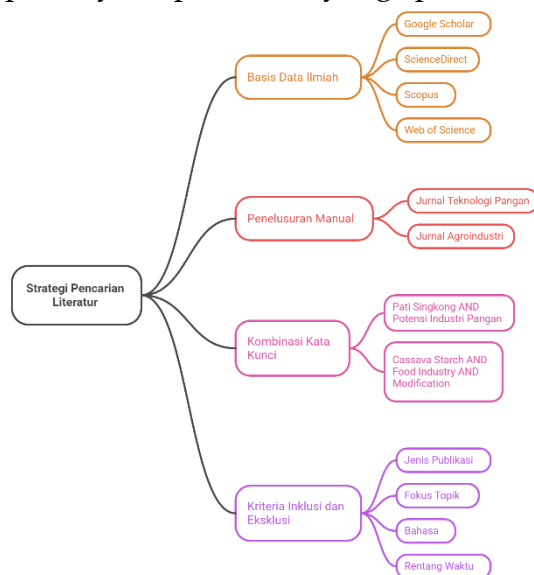 Google Scholar
Basis Data Ilmiah
ScienceDirect
Scopus
Web of Science
Penelusuran Manual
Jurnal Teknologi Pangan
Jurnal Agroindustri
Strategi Pencarian
Literatur
Kombinasi Kata
Kunci
Pati Singkong AND
Potensi Industri Pangan
Cassava Starch AND
Food Industry AND
Modification
Kriteria Inklusi dan
Eksklusi
Jenis Publikasi
Fokus Topik
Bahasa
Rentang Waktu